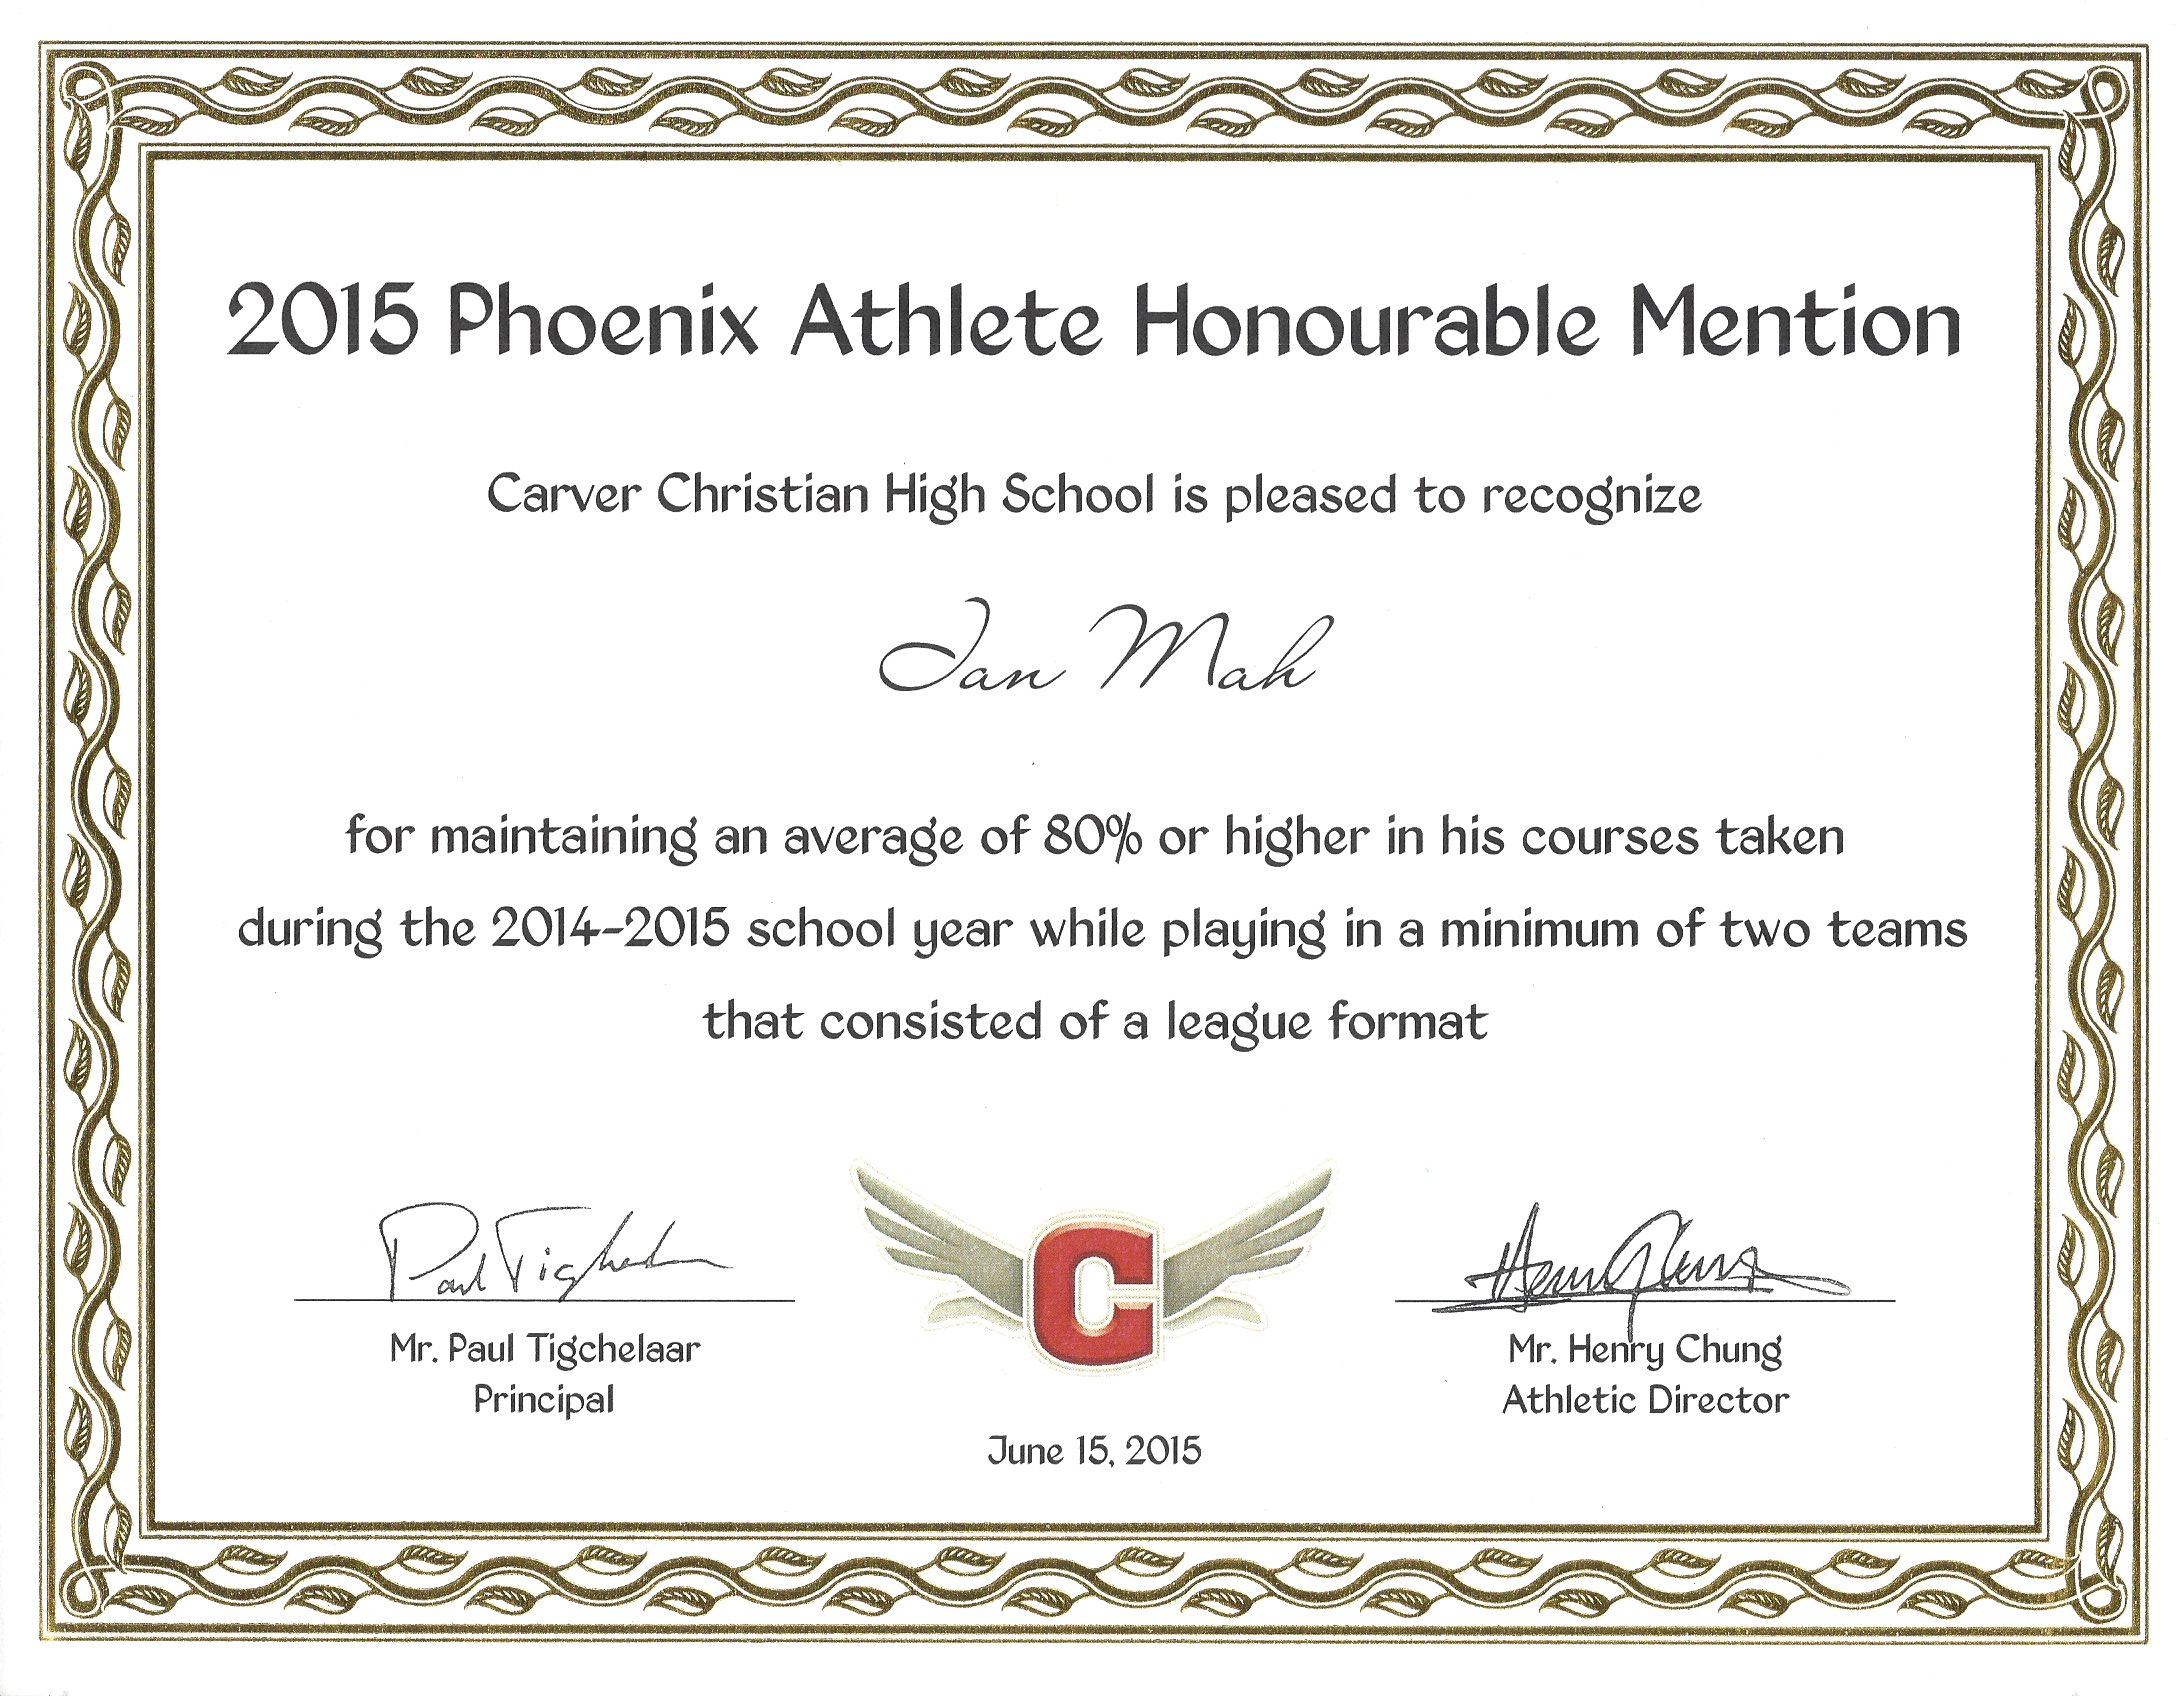 2015 Phoenix Athlete Honourable Mention
Carver Christian High School is pleased to recognize
Ian Mah
for maintaining an average of 80% or higher in his courses taken
during the 2014-2015 school year while playing in a minimum of two teams
that consisted of a league format
Paul Tigchelaar
Mr. Paul Tigchelaar
Principal
C
Henry Chung
Mr. Henry Chung
Athletic Director
June 15, 2015